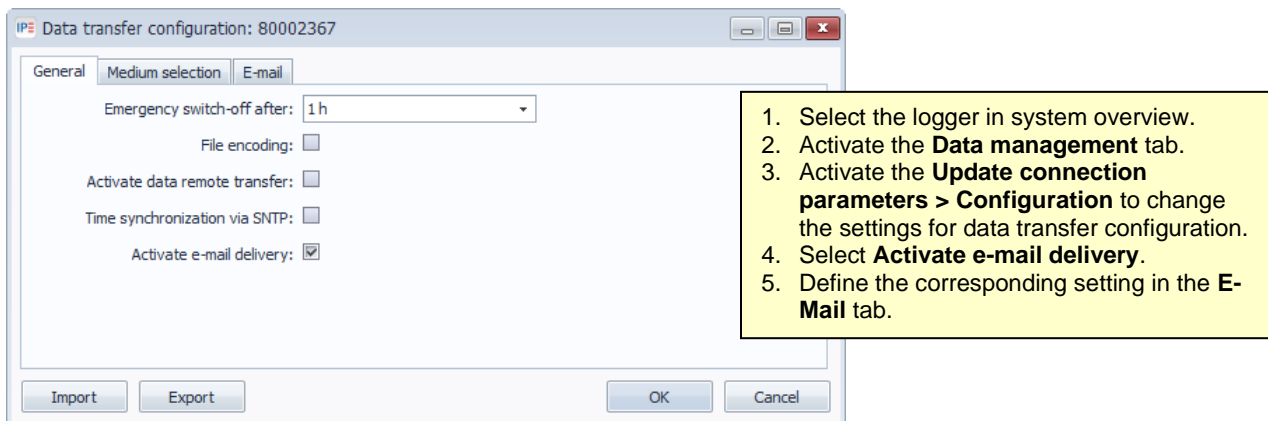 IPE Data transfer configuration: 80002367
General Medium selection E-mail
Emergency switch-off after: 1 h
File encoding:
Activate data remote transfer:
Time synchronization via SNTP:
Activate e-mail delivery:
Import Export OK Cancel
1. Select the logger in system overview.
2. Activate the Data management tab.
3. Activate the Update connection
parameters > Configuration to change
the settings for data transfer configuration.
4. Select Activate e-mail delivery.
5. Define the corresponding setting in the E-
Mail tab.